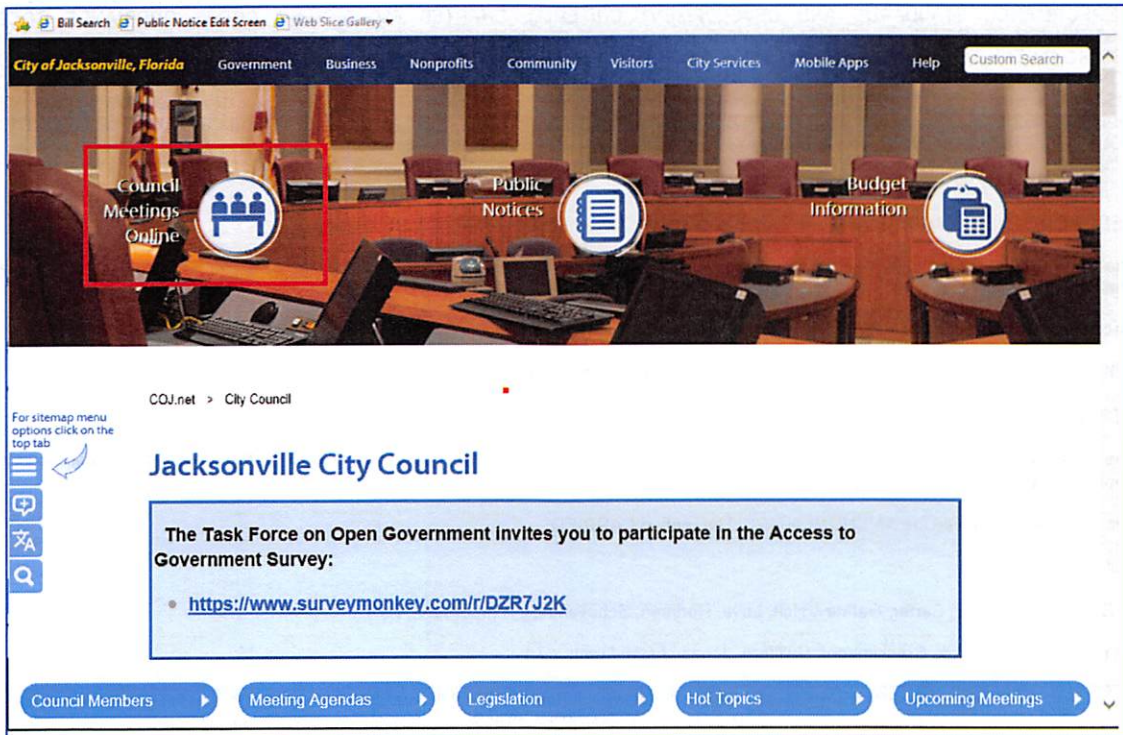 Bill Search Public Notice Edit Screen Web Slice Gallery
City of Jacksonville, Florida Government Business Nonprofits Community Visitors City Services Mobile Apps Help Custom Search
Council
Meetings
Online
Public
Notices
Budget
Information
COJ.net > City Council
For sitemap menu
options click on the
top tab
Jacksonville City Council
The Task Force on Open Government invites you to participate in the Access to
Government Survey:
• https://www.surveymonkey.com/r/DZR7J2K
Council Members Meeting Agendas Legislation Hot Topics Upcoming Meetings